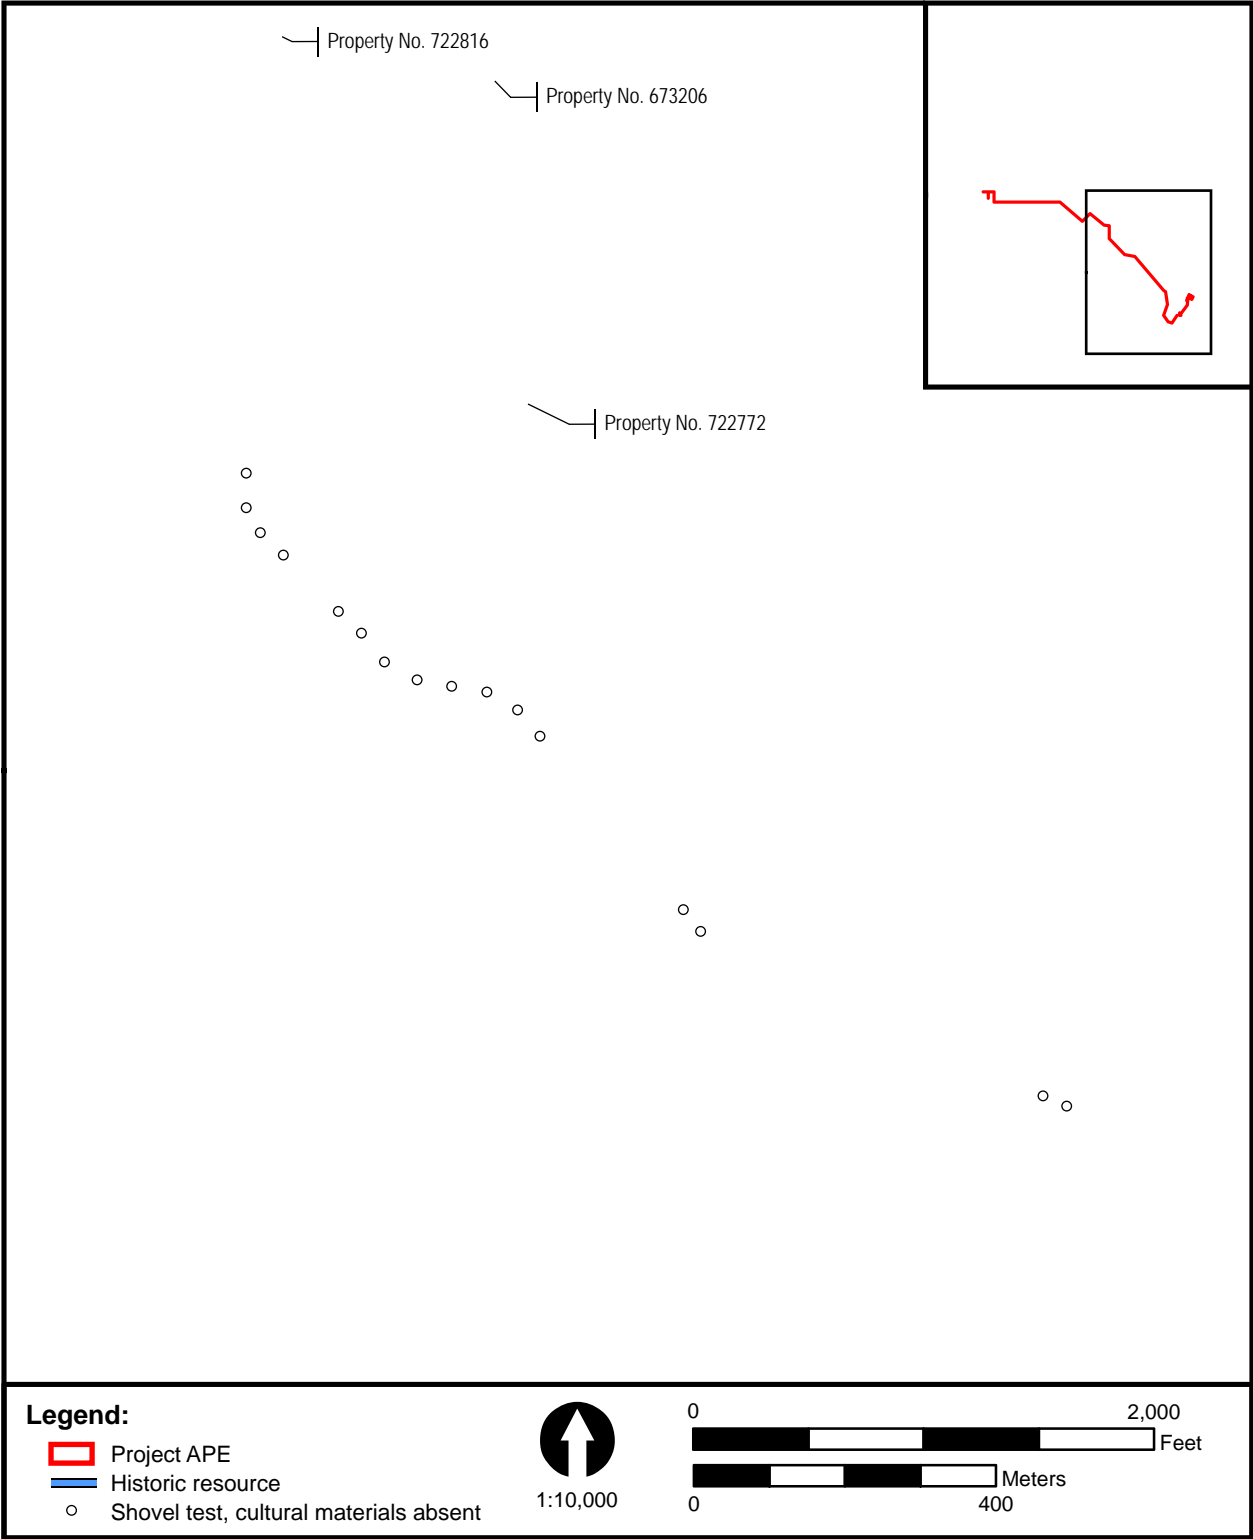 Property No. 722816
Property No. 673206
Property No. 722772
Legend:
Project APE
Historic resource
Shovel test, cultural materials absent
1:10,000
0 2,000
Feet
Meters
0 400